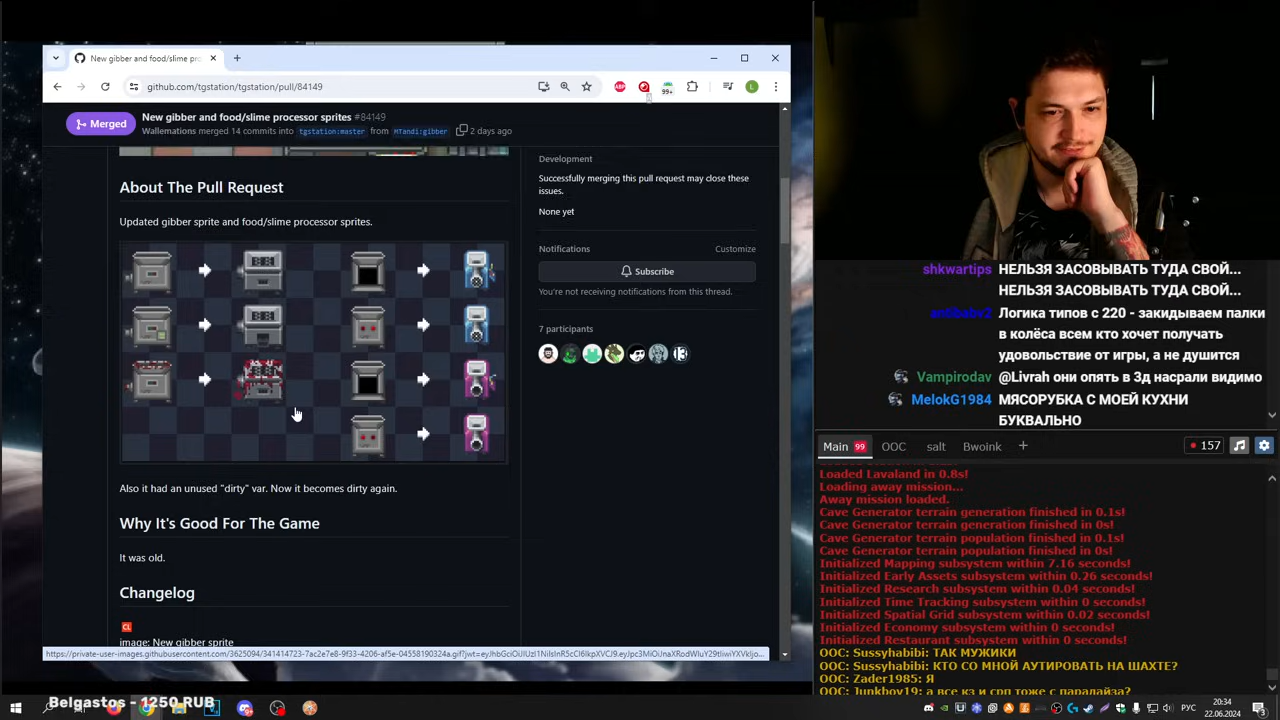 New gibber and food/slime pro
github.com/tgstation/tgstation/pull/84149
99+
L
Merged
New gibber and food/slime processor sprites #84149
Wallemations merged 14 commits into tgstation:master from MTandi:gibber 2 days ago
About The Pull Request
Updated gibber sprite and food/slime processor sprites.
Also it had an unused "dirty" var. Now it becomes dirty again.
Why It's Good For The Game
It was old.
Changelog
CL
image: New gibber sprite
Development
Successfully merging this pull request may close these
issues.
None yet
Notifications
Customize
Subscribe
You're not receiving notifications from this thread.
7 participants
Belgastos - 1250 RUB
shkwartips НЕЛЬЗЯ ЗАСОВЫВАТЬ ТУДА СВОЙ...
НЕЛЬЗЯ ЗАСОВЫВАТЬ ТУДА СВОЙ...
antibabv2 Логика типов с 220 - закидываем палки
в колёса всем кто хочет получать
удовольствие от игры, а не душится
Vampirodav @Livrah они опять в 3д насрали видимо
MelokG1984 МЯСОРУБКА С МОЕЙ КУХНИ
БУКВАЛЬНО
Main 99 OOC salt Bwoink + 157
Loaded Lavaland in 0.8s!
Loading away mission...
Away mission loaded.
Cave Generator terrain generation finished in 0.1s!
Cave Generator terrain generation finished in 0s!
Cave Generator terrain population finished in 0.1s!
Cave Generator terrain population finished in 0s!
Initialized Mapping subsystem within 7.16 seconds!
Initialized Early Assets subsystem within 0.26 seconds!
Initialized Research subsystem within 0.04 seconds!
Initialized Time Tracking subsystem within 0 seconds!
Initialized Spatial Grid subsystem within 0.02 seconds!
Initialized Economy subsystem within 0 seconds!
Initialized Restaurant subsystem within 0 seconds!
OOC: Sussyhabibi: ТАК МУЖИКИ
OOC: Sussyhabibi: КТО СО МНОЙ АУТИРОВАТЬ НА ШАХТЕ?
OOC: Zader1985: Я
OOC: Junkboy19: а все кз и срп тоже с парадайза?
РУС
20:34
22.06.2024